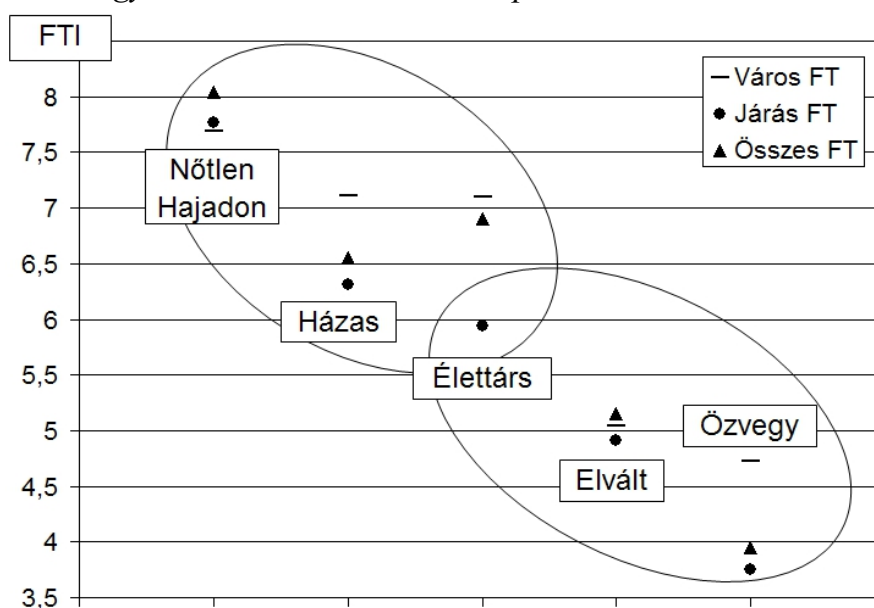 FTI
8
7,5
7
6,5
6
5,5
5
4,5
4
3,5
Város FT
Járás FT
Összes FT
Nőtlen
Hajadon
Házas
Élettárs
Elvált
Özvegy